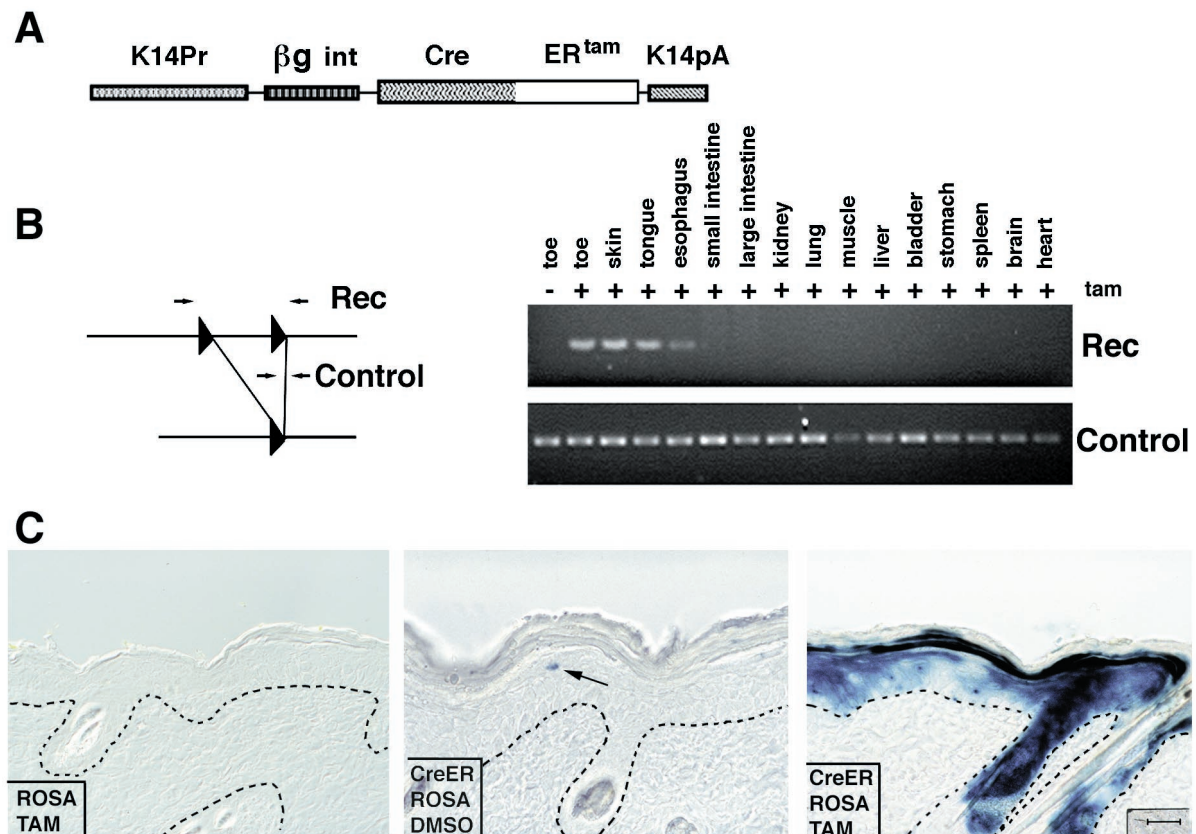 A
K14Pr βg int Cre ER^tam K14pA
B
toe toe skin tongue esophagus small intestine large intestine kidney lung muscle liver bladder stomach spleen brain heart
- + + + + + + + + + + + + + + + tam
Rec
Rec
Control
Control
C
ROSA
TAM
CreER
ROSA
DMSO
CreER
ROSA
TAM